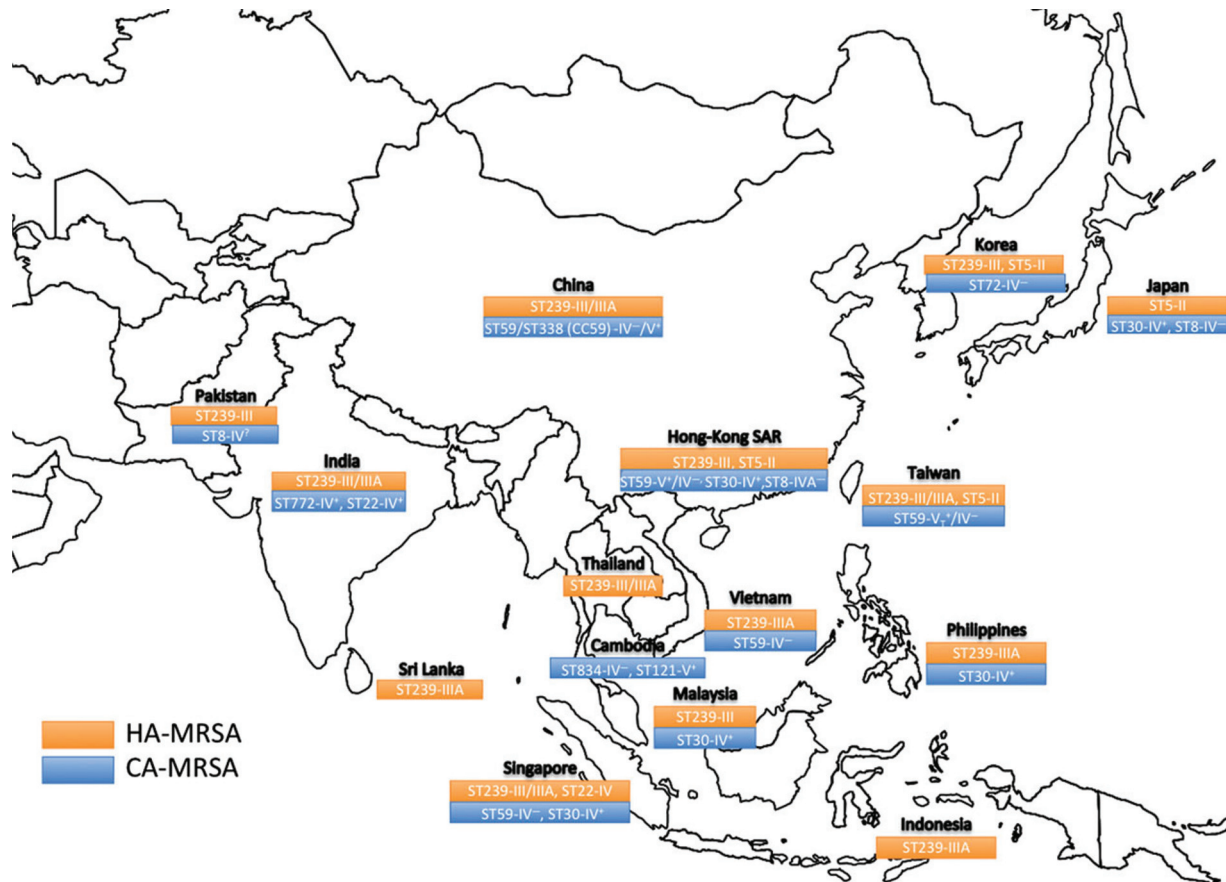 Korea
ST239-III, ST5-II
ST72-IV⁻
China
ST239-III/IIIA
ST59/ST338 (CC59) -IV⁻/V⁺
Japan
ST5-II
ST30-IV⁺, ST8-IV⁻
Pakistan
ST239-III
ST8-IV?
India
ST239-III/IIIA
ST772-IV⁺, ST22-IV⁺
Hong-Kong SAR
ST239-III, ST5-II
ST59-V⁺/IV⁻, ST30-IV⁺,ST8-IVA⁻
Taiwan
ST239-III/IIIA, ST5-II
ST59-V_T⁺/IV⁻
Thailand
ST239-III/IIIA
Vietnam
ST239-IIIA
ST59-IV⁻
Cambodia
ST834-IV⁻, ST121-V⁺
Philippines
ST239-IIIA
ST30-IV⁺
Sri Lanka
ST239-IIIA
Malaysia
ST239-III
ST30-IV⁺
HA-MRSA
CA-MRSA
Singapore
ST239-III/IIIA, ST22-IV
ST59-IV⁻, ST30-IV⁺
Indonesia
ST239-IIIA